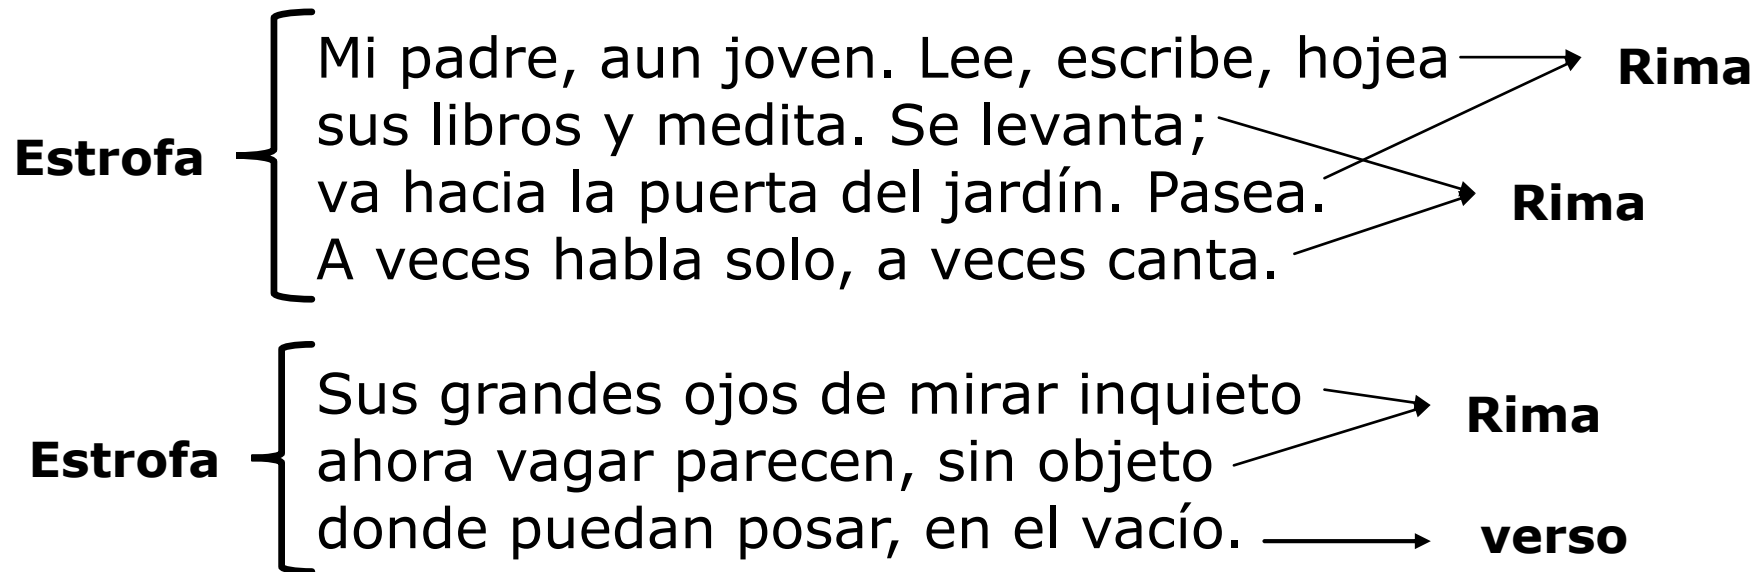 Mi padre, aun joven. Lee, escribe, hojea
Rima
sus libros y medita. Se levanta;
Estrofa
va hacia la puerta del jardín. Pasea.
Rima
A veces habla solo, a veces canta.
Sus grandes ojos de mirar inquieto
Rima
Estrofa
ahora vagar parecen, sin objeto
donde puedan posar, en el vacío.
verso